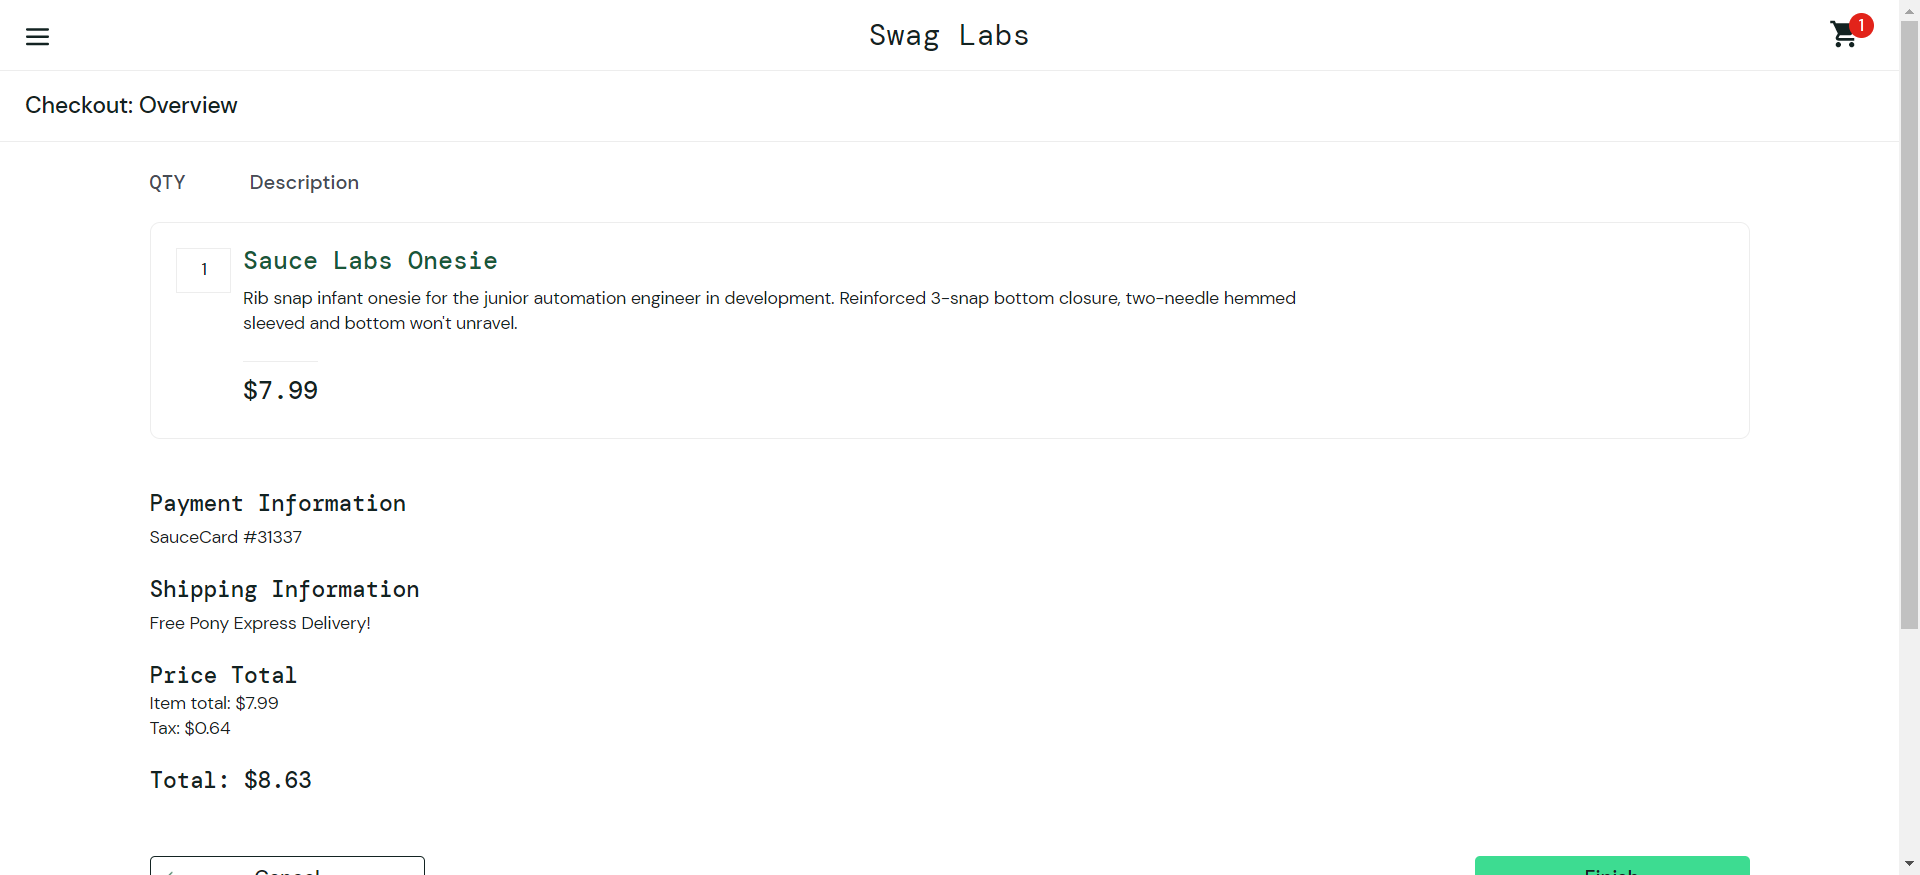 Swag Labs
1
Checkout: Overview
QTY Description
1
Sauce Labs Onesie
Rib snap infant onesie for the junior automation engineer in development. Reinforced 3-snap bottom closure, two-needle hemmed
sleeved and bottom won't unravel.
$7.99
Payment Information
SauceCard #31337
Shipping Information
Free Pony Express Delivery!
Price Total
Item total: $7.99
Tax: $0.64
Total: $8.63
Cancel Finish